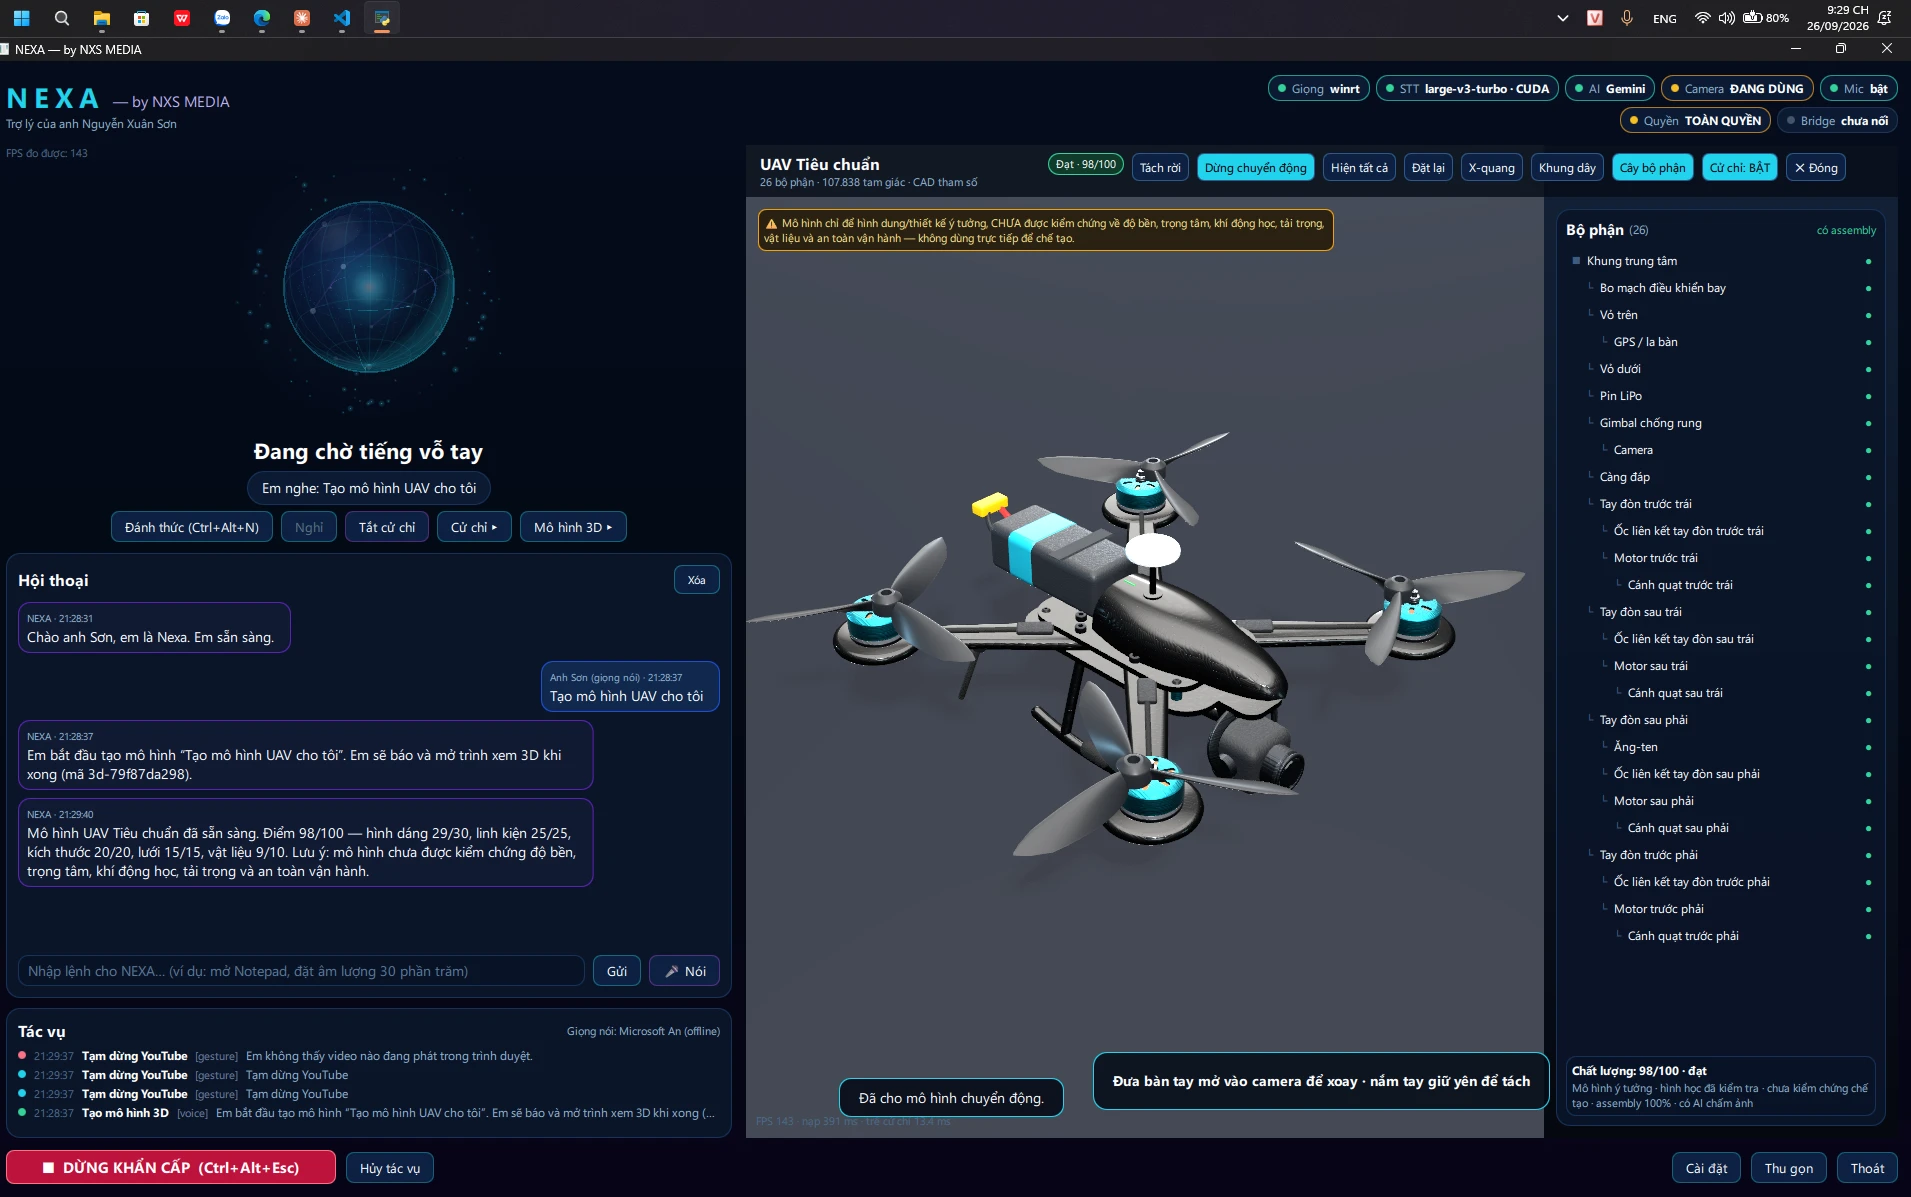 ENG
80%
9:29 CH
26/09/2026
NEXA — by NXS MEDIA
NEXA — by NXS MEDIA
Trợ lý của anh Nguyễn Xuân Sơn
Giọng winrt
STT large-v3-turbo · CUDA
AI Gemini
Camera ĐANG DÙNG
Mic bật
Quyền TOÀN QUYỀN
Bridge chưa nối
FPS đo được: 143
Đang chờ tiếng vỗ tay
Em nghe: Tạo mô hình UAV cho tôi
Đánh thức (Ctrl+Alt+N)
Nghỉ
Tắt cử chỉ
Cử chỉ ▸
Mô hình 3D ▸
Hội thoại
Xóa
NEXA · 21:28:31
Chào anh Sơn, em là Nexa. Em sẵn sàng.
Anh Sơn (giọng nói) · 21:28:37
Tạo mô hình UAV cho tôi
NEXA · 21:28:37
Em bắt đầu tạo mô hình “Tạo mô hình UAV cho tôi”. Em sẽ báo và mở trình xem 3D khi
xong (mã 3d-79f87da298).
NEXA · 21:29:40
Mô hình UAV Tiêu chuẩn đã sẵn sàng. Điểm 98/100 — hình dáng 29/30, linh kiện 25/25,
kích thước 20/20, lưới 15/15, vật liệu 9/10. Lưu ý: mô hình chưa được kiểm chứng độ bền,
trọng tâm, khí động học, tải trọng và an toàn vận hành.
Nhập lệnh cho NEXA... (ví dụ: mở Notepad, đặt âm lượng 30 phần trăm)
Gửi
Nói
Tác vụ
Giọng nói: Microsoft An (offline)
21:29:37 Tạm dừng YouTube [gesture] Em không thấy video nào đang phát trong trình duyệt.
21:29:37 Tạm dừng YouTube [gesture] Tạm dừng YouTube
21:29:37 Tạm dừng YouTube [gesture] Tạm dừng YouTube
21:28:37 Tạo mô hình 3D [voice] Em bắt đầu tạo mô hình “Tạo mô hình UAV cho tôi”. Em sẽ báo và mở trình xem 3D khi xong (...
DỪNG KHẨN CẤP (Ctrl+Alt+Esc)
Hủy tác vụ
UAV Tiêu chuẩn
26 bộ phận · 107.838 tam giác · CAD tham số
Đạt · 98/100
Tách rời
Dừng chuyển động
Hiện tất cả
Đặt lại
X-quang
Khung dây
Cây bộ phận
Cử chỉ: BẬT
✕ Đóng
Mô hình chỉ để hình dung/thiết kế ý tưởng, CHƯA được kiểm chứng về độ bền, trọng tâm, khí động học, tải trọng,
vật liệu và an toàn vận hành — không dùng trực tiếp để chế tạo.
Đã cho mô hình chuyển động.
Đưa bàn tay mở vào camera để xoay · nắm tay giữ yên để tách
FPS 143 · nạp 391 ms · trễ cử chỉ 13.4 ms
Bộ phận (26)
có assembly
Khung trung tâm
Bo mạch điều khiển bay
Vỏ trên
GPS / la bàn
Vỏ dưới
Pin LiPo
Gimbal chống rung
Camera
Càng đáp
Tay đòn trước trái
Ốc liên kết tay đòn trước trái
Motor trước trái
Cánh quạt trước trái
Tay đòn sau trái
Ốc liên kết tay đòn sau trái
Motor sau trái
Cánh quạt sau trái
Tay đòn sau phải
Ăng-ten
Ốc liên kết tay đòn sau phải
Motor sau phải
Cánh quạt sau phải
Tay đòn trước phải
Ốc liên kết tay đòn trước phải
Motor trước phải
Cánh quạt trước phải
Chất lượng: 98/100 · đạt
Mô hình ý tưởng · hình học đã kiểm tra · chưa kiểm chứng chế
tạo · assembly 100% · có AI chấm ảnh
Cài đặt
Thu gọn
Thoát